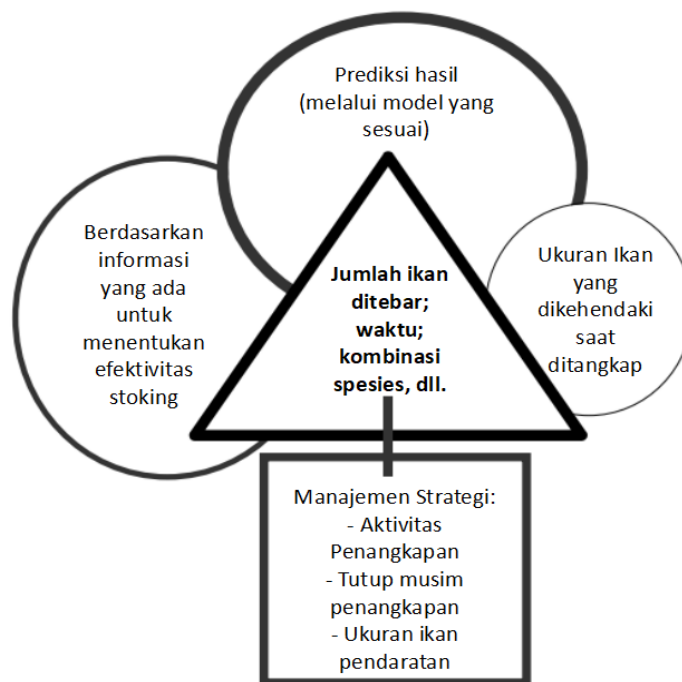 Prediksi hasil
(melalui model yang
sesuai)
Berdasarkan
informasi
yang ada
untuk
menentukan
efektivitas
stoking
Jumlah ikan
ditebar;
waktu;
kombinasi
spesies, dll.
Ukuran Ikan
yang
dikehendaki
saat
ditangkap
Manajemen Strategi:
- Aktivitas
Penangkapan
- Tutup musim
penangkapan
- Ukuran ikan
pendaratan